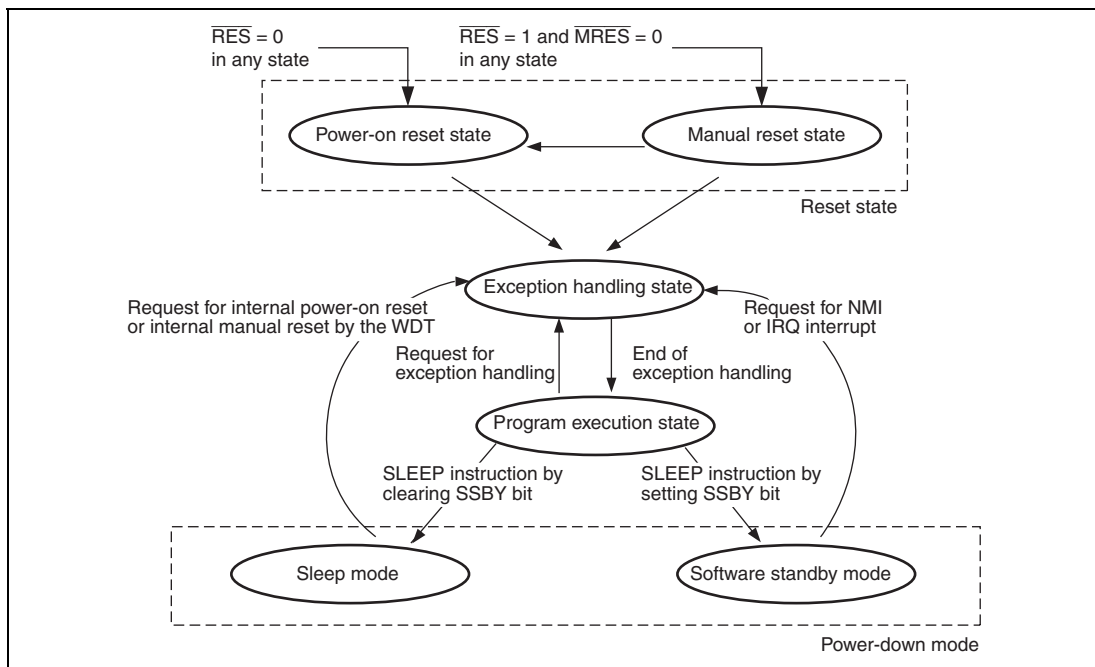 R̅E̅S̅ = 0
in any state
R̅E̅S̅ = 1 and M̅R̅E̅S̅ = 0
in any state
Power-on reset state
Manual reset state
Reset state
Exception handling state
Request for internal power-on reset
or internal manual reset by the WDT
Request for NMI
or IRQ interrupt
Request for
exception handling
End of
exception handling
Program execution state
SLEEP instruction by
clearing SSBY bit
SLEEP instruction by
setting SSBY bit
Sleep mode
Software standby mode
Power-down mode